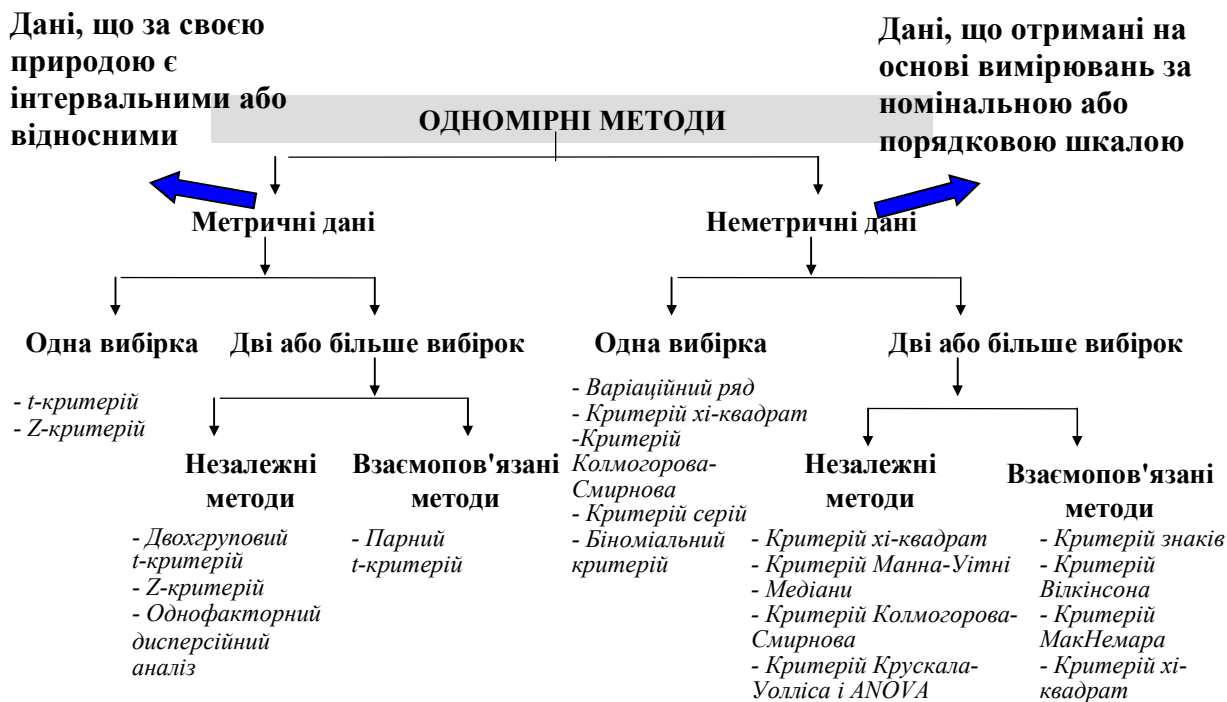 Дані, що за своєю
природою є
інтервальними або
відносними
Дані, що отримані на
основі вимірювань за
номінальною або
порядковою шкалою
ОДНОМІРНІ МЕТОДИ
Метричні дані
Неметричні дані
Одна вибірка
Дві або більше вибірок
Одна вибірка
Дві або більше вибірок
- t-критерій
- Z-критерій
Незалежні
методи
- Двохгруповий
t-критерій
- Z-критерій
- Однофакторний
дисперсійний
аналіз
Взаємопов'язані
методи
- Парний
t-критерій
- Варіаційний ряд
- Критерій хі-квадрат
-Критерій
Колмогорова-
Смирнова
- Критерій серій
- Біноміальний
критерій
Незалежні
методи
- Критерій хі-квадрат
- Критерій Манна-Уітні
- Медіани
- Критерій Колмогорова-
Смирнова
- Критерій Крускала-
Уолліса і ANOVA
Взаємопов'язані
методи
- Критерій знаків
- Критерій
Вілкінсона
- Критерій
МакНемара
- Критерій хі-
квадрат